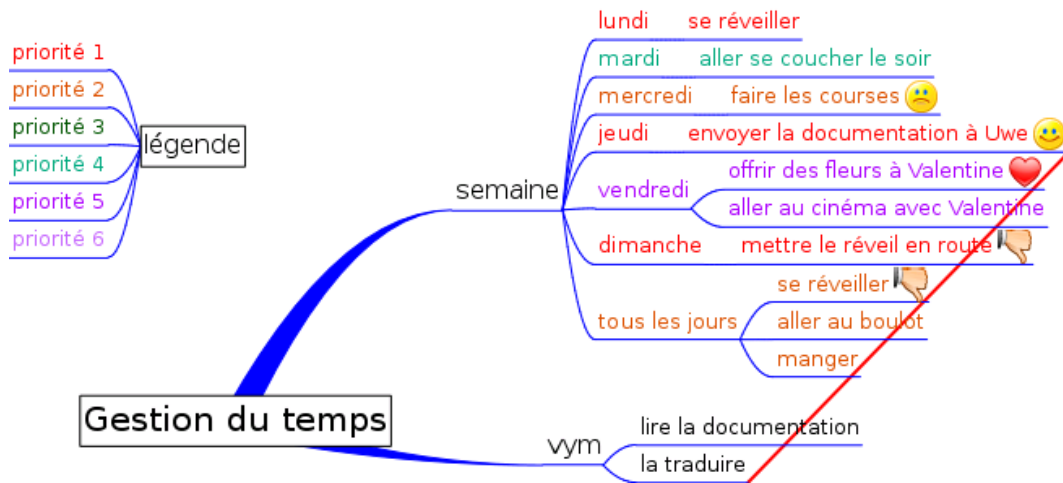 priorité 1
priorité 2
priorité 3
priorité 4
priorité 5
priorité 6
légende
Gestion du temps
semaine
lundi se réveiller
mardi aller se coucher le soir
mercredi faire les courses
jeudi envoyer la documentation à Uwe
vendredi
offrir des fleurs à Valentine
aller au cinéma avec Valentine
dimanche mettre le réveil en route
tous les jours
se réveiller
aller au boulot
manger
vym
lire la documentation
la traduire